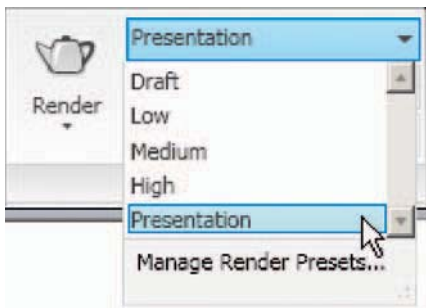 Presentation
Render
Draft
Low
Medium
High
Presentation
Manage Render Presets...